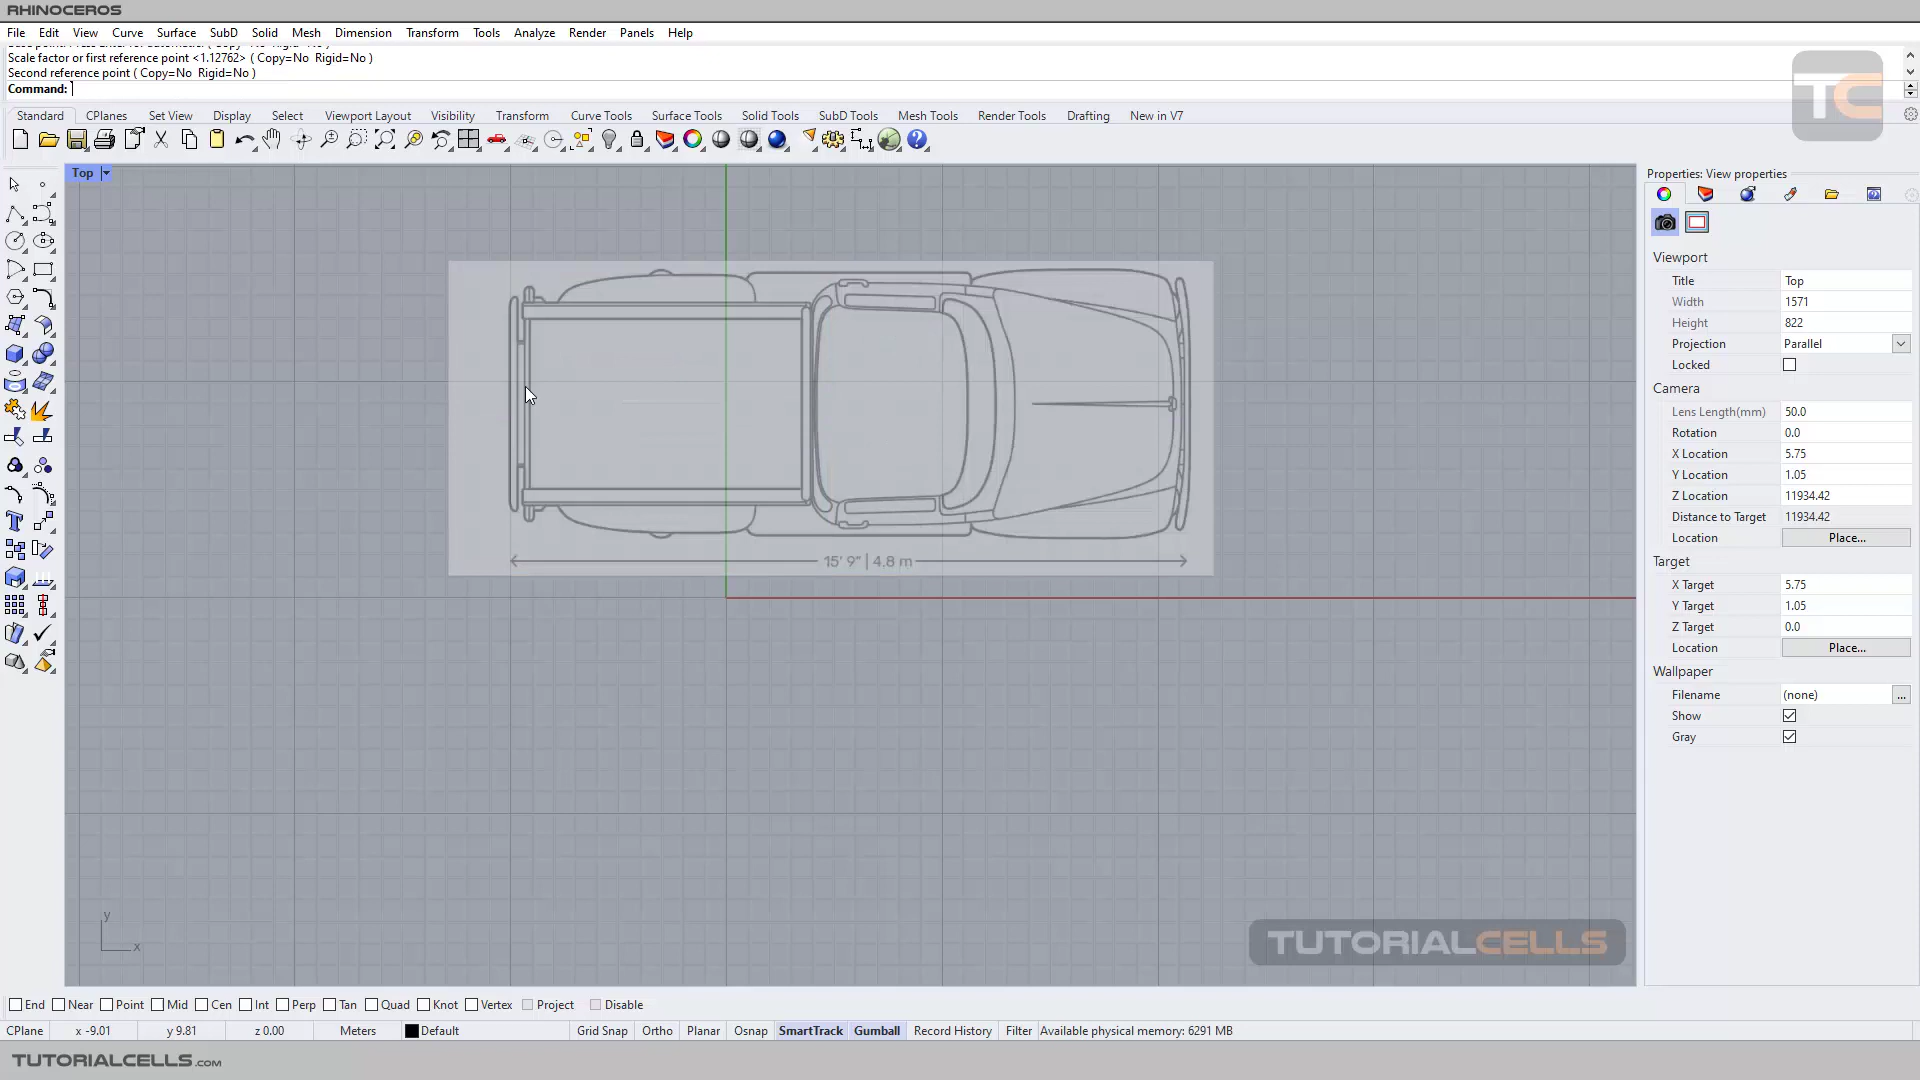 RHINOCEROS
File Edit View Curve Surface SubD Solid Mesh Dimension Transform Tools Analyze Render Panels Help
Scale factor or first reference point <1.12762> ( Copy=No Rigid=No )
Second reference point ( Copy=No Rigid=No )
Command:
TC
Standard CPlanes Set View Display Select Viewport Layout Visibility Transform Curve Tools Surface Tools Solid Tools SubD Tools Mesh Tools Render Tools Drafting New in V7
Top
15' 9" | 4.8 m
y
x
TUTORIALCELLS
Properties: View properties
Viewport
Title Top
Width 1571
Height 822
Projection Parallel
Locked
Camera
Lens Length(mm) 50.0
Rotation 0.0
X Location 5.75
Y Location 1.05
Z Location 11934.42
Distance to Target 11934.42
Location Place...
Target
X Target 5.75
Y Target 1.05
Z Target 0.0
Location Place...
Wallpaper
Filename (none) ...
Show
Gray
End Near Point Mid Cen Int Perp Tan Quad Knot Vertex Project Disable
CPlane x -9.01 y 9.81 z 0.00 Meters Default Grid Snap Ortho Planar Osnap SmartTrack Gumball Record History Filter Available physical memory: 6291 MB
TUTORIALCELLS.COM